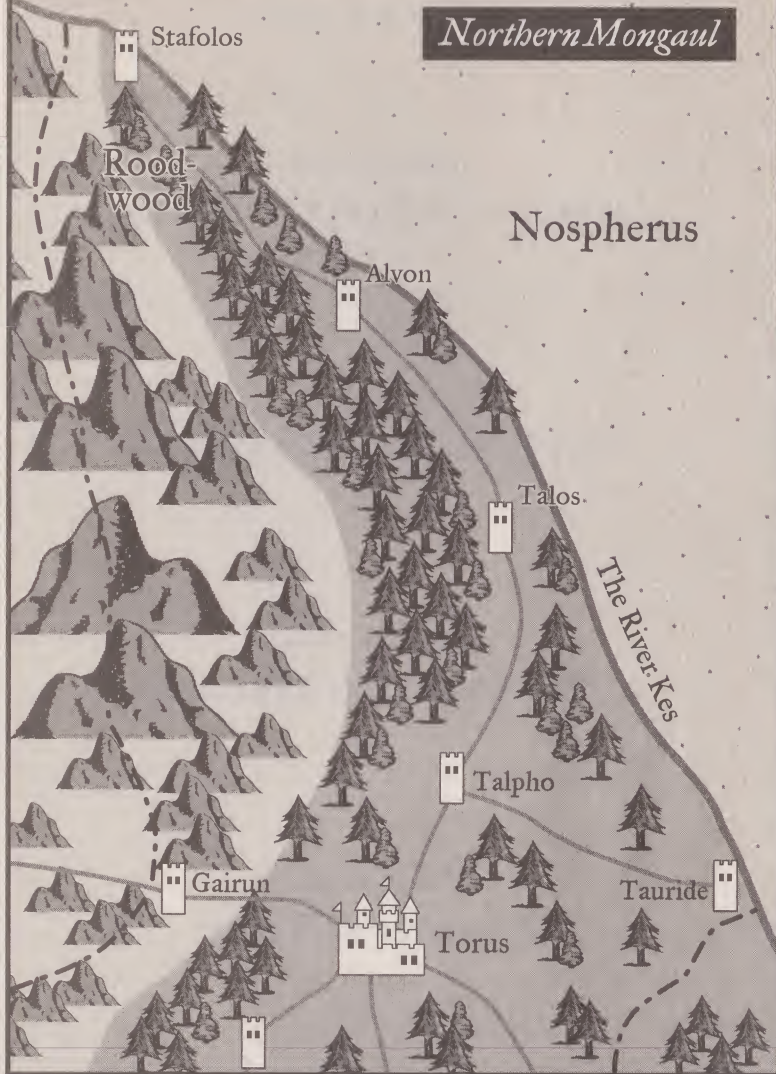 Northern Mongaul
Stafolos
Rood-
wood
Nospherus
Alvon
Talos
The River Kes
Talpho
Gairun
Tauride
Torus